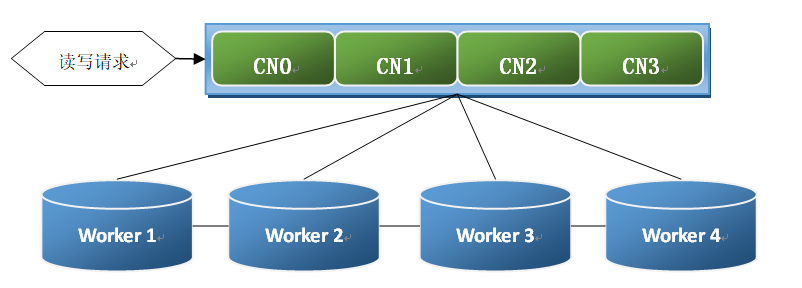 读写请求
CN0
CN1
CN2
CN3
Worker 1
Worker 2
Worker 3
Worker 4